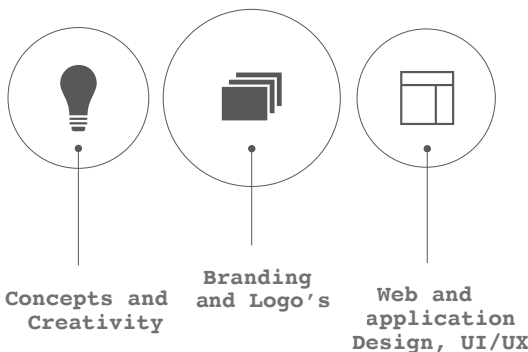 Concepts and
Creativity
Branding
and Logo's
Web and
application
Design, UI/UX